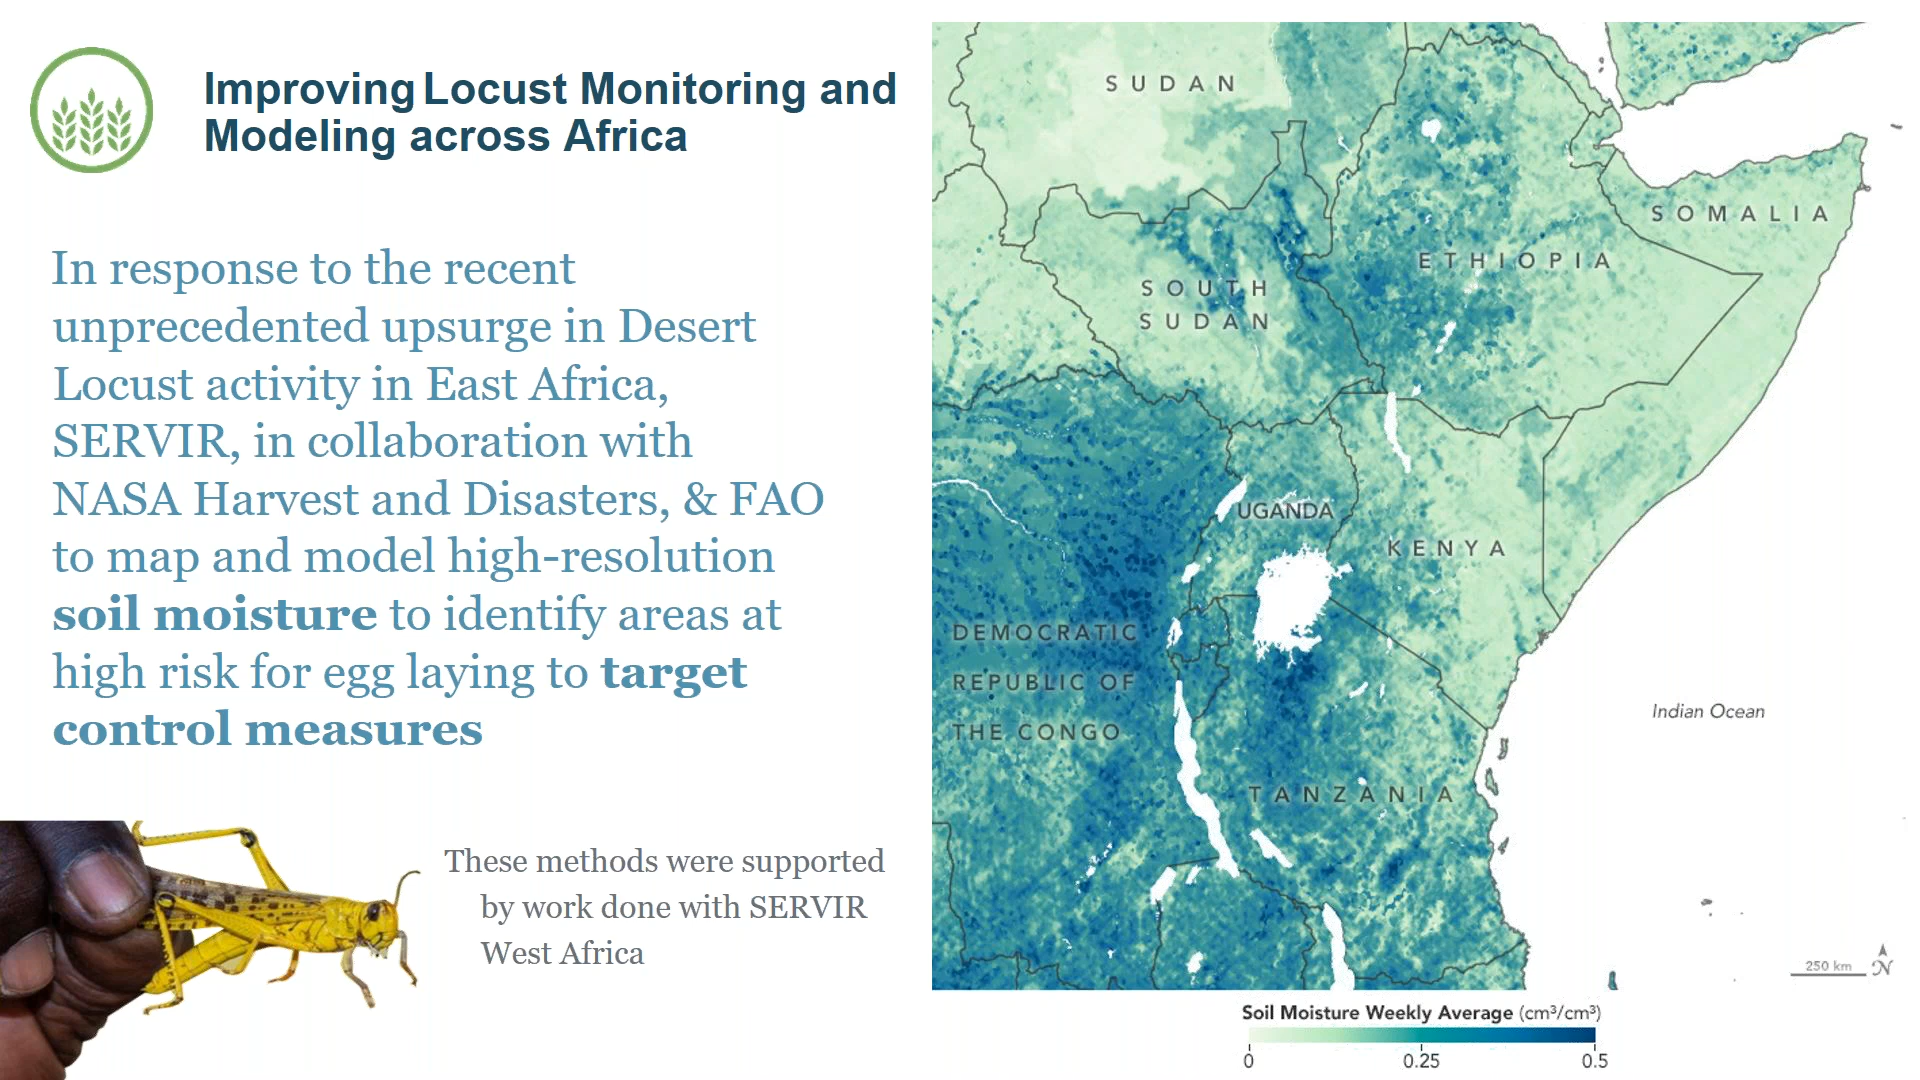 Improving Locust Monitoring and
Modeling across Africa
In response to the recent
unprecedented upsurge in Desert
Locust activity in East Africa,
SERVIR, in collaboration with
NASA Harvest and Disasters, & FAO
to map and model high-resolution
soil moisture to identify areas at
high risk for egg laying to target
control measures
These methods were supported
by work done with SERVIR
West Africa
SUDAN
SOMALIA
ETHIOPIA
SOUTH
SUDAN
UGANDA
KENYA
DEMOCRATIC
REPUBLIC OF
THE CONGO
Indian Ocean
TANZANIA
250 km
N
Soil Moisture Weekly Average (cm³/cm³)
0 0.25 0.5